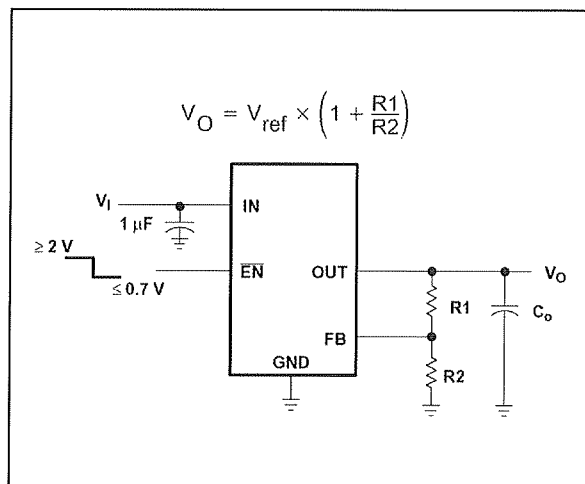 V_O = V_ref × (1 + R1/R2)
V_I
1 μF
IN
≥ 2 V
≤ 0.7 V
E̅N̅
OUT
V_O
R1
C_o
FB
GND
R2